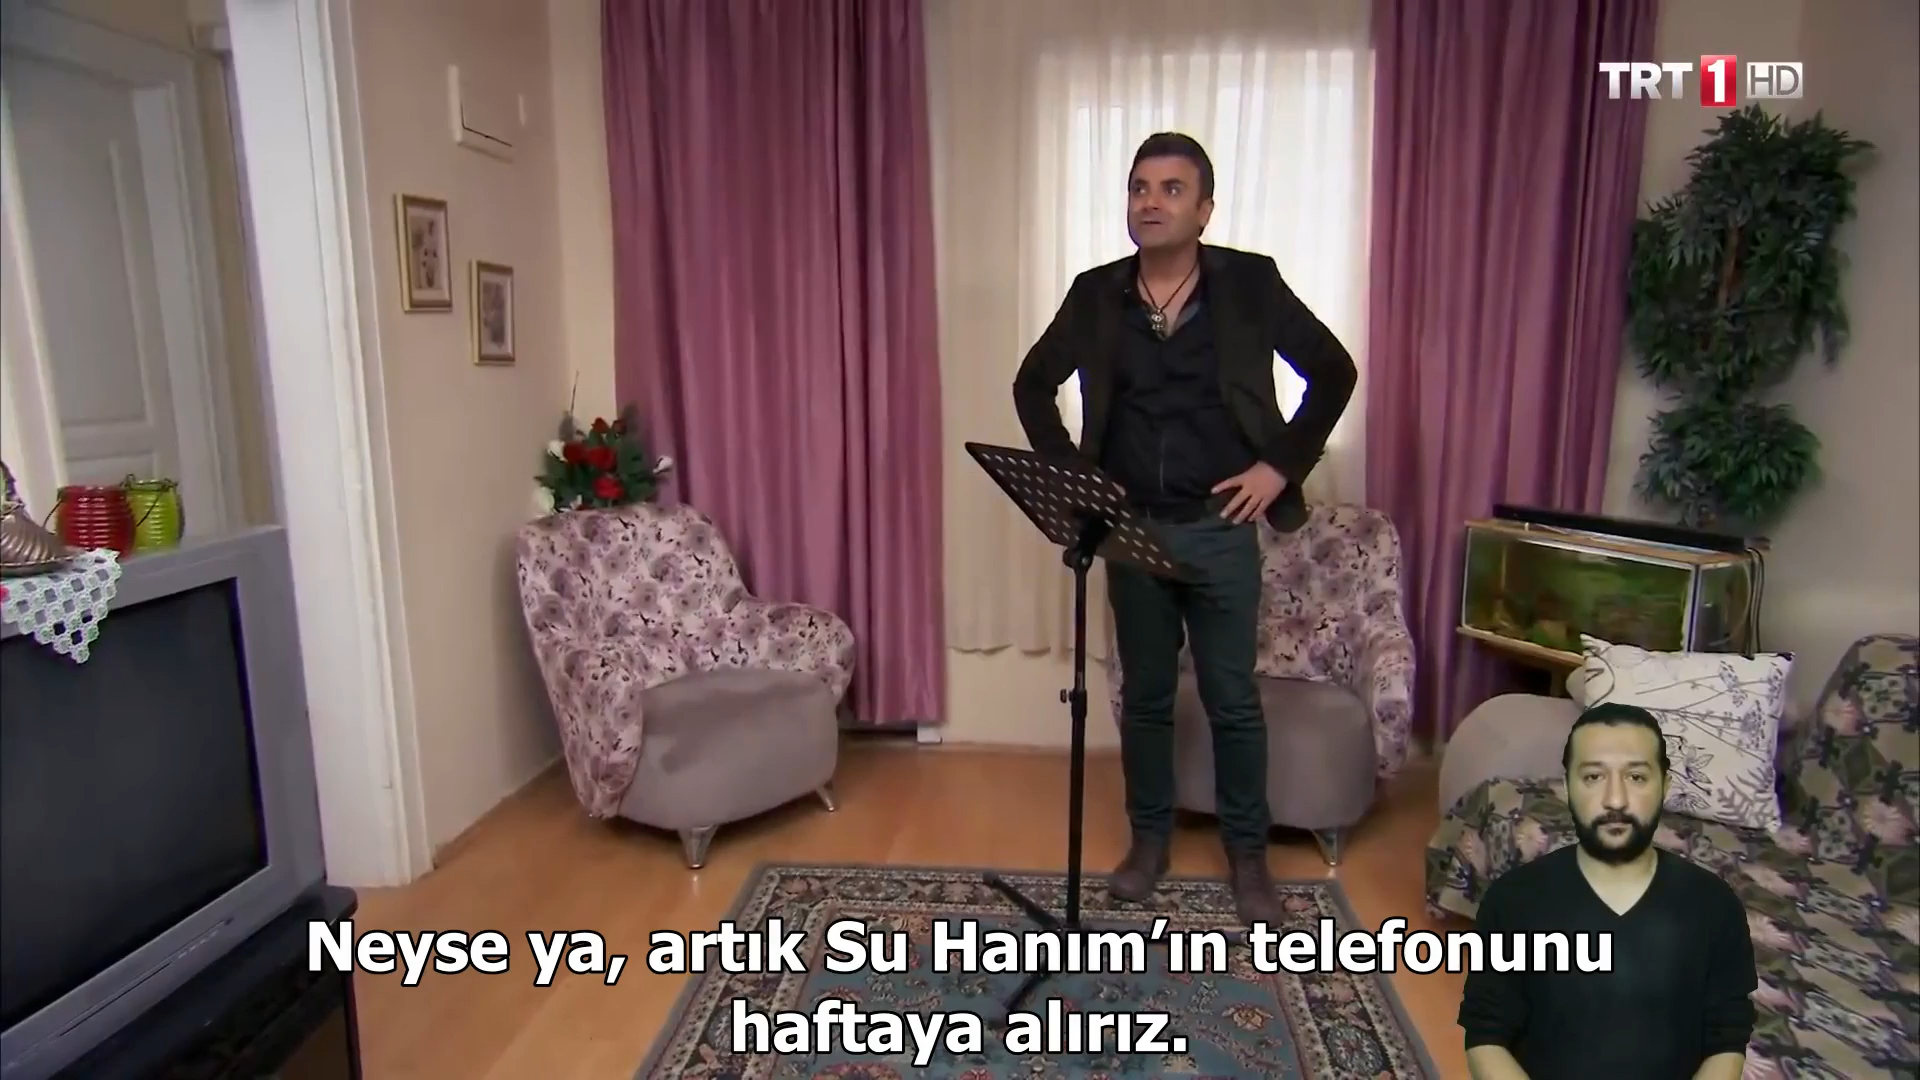 TRT 1 HD
Neyse ya, artık Su Hanım’ın telefonunu
haftaya alırız.